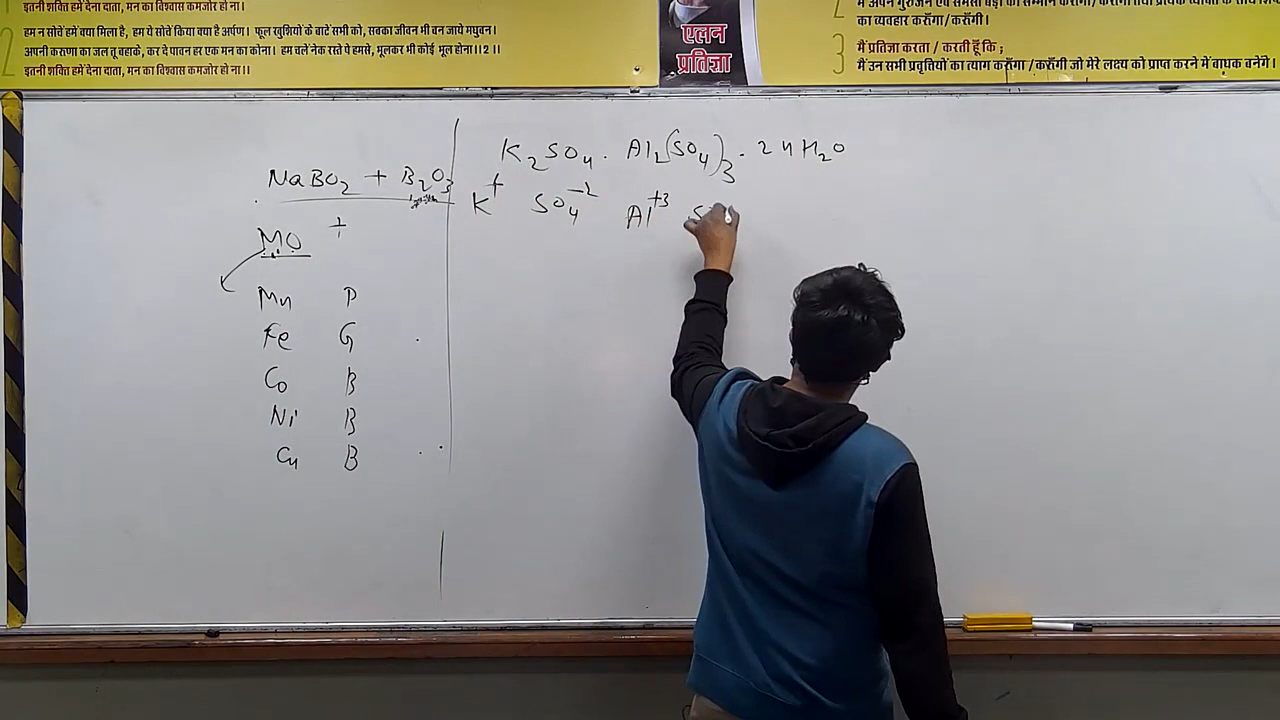 इतनी शक्ति हमें देना दाता, मन का विश्वास कमजोर हो ना।
2 हम न सोचें हमें क्या मिला है, हम ये सोचें किया क्या है अर्पण। फूल खुशियों के बाटें सभी को, सबका जीवन भी बन जाये मधुवन।
अपनी करुणा का जल तू बहाके, कर दे पावन हर एक मन का कोना। हम चलें नेक रस्ते पे हमसे, भूलकर भी कोई भूल होना।।2।।
इतनी शक्ति हमें देना दाता, मन का विश्वास कमजोर हो ना।।
एलन
प्रतिज्ञा
का व्यवहार करूँगा/करूँगी।
3 मैं प्रतिज्ञा करता / करती हूँ कि ;
मैं उन सभी प्रवृत्तियों का त्याग करूँगा /करूँगी जो मेरे लक्ष्य को प्राप्त करने में बाधक बनेंगे।
NaBO2 + B2O3
MO +
Mn P
Fe G
Co B
Ni B
Cu B
K2SO4 . Al2(SO4)3 . 24H2O
K+ SO4-2 Al+3